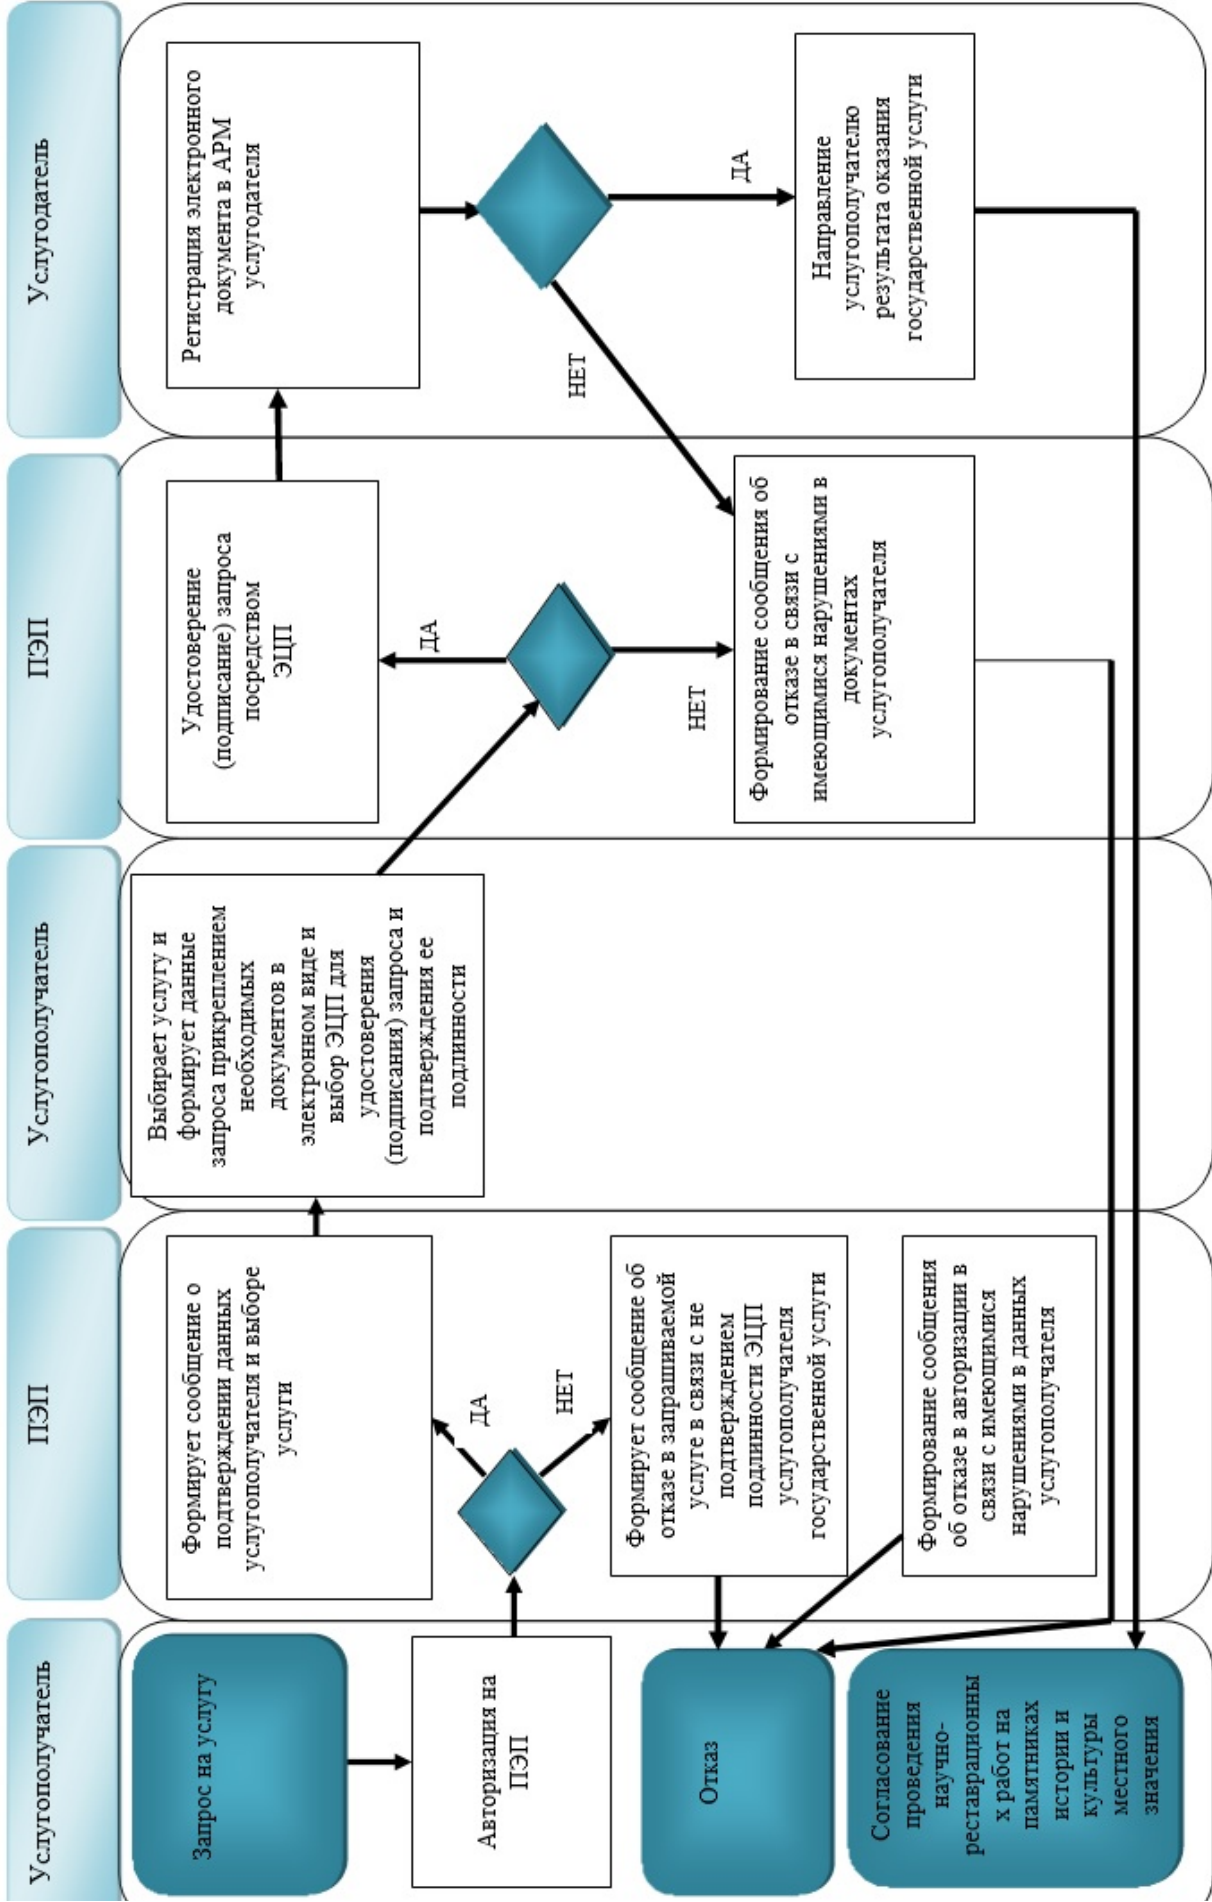 Услугополучатель
ПЭП
Услугополучатель
ПЭП
Услугодатель
Запрос на услугу
Авторизация на
ПЭП
Отказ
Согласование
проведения
научно-
реставрационны
х работ на
памятниках
истории и
культуры
местного
значения
Формирует сообщение о
подтверждении данных
услугополучателя и выборе
услуги
ДА
НЕТ
Формирует сообщение об
отказе в запрашиваемой
услуге в связи с не
подтверждением
подлинности ЭЦП
услугополучателя
государственной услуги
Формирование сообщения
об отказе в авторизации в
связи с имеющимися
нарушениями в данных
услугополучателя
Выбирает услугу и
формирует данные
запроса прикреплением
необходимых
документов в
электронном виде и
выбор ЭЦП для
удостоверения
(подписания) запроса и
подтверждения ее
подлинности
Удостоверение
(подписание) запроса
посредством
ЭЦП
ДА
НЕТ
Формирование сообщения об
отказе в связи с
имеющимися нарушениями в
документах
услугополучателя
Регистрация электронного
документа в АРМ
услугодателя
НЕТ
ДА
Направление
услугополучателю
результата оказания
государственной услуги